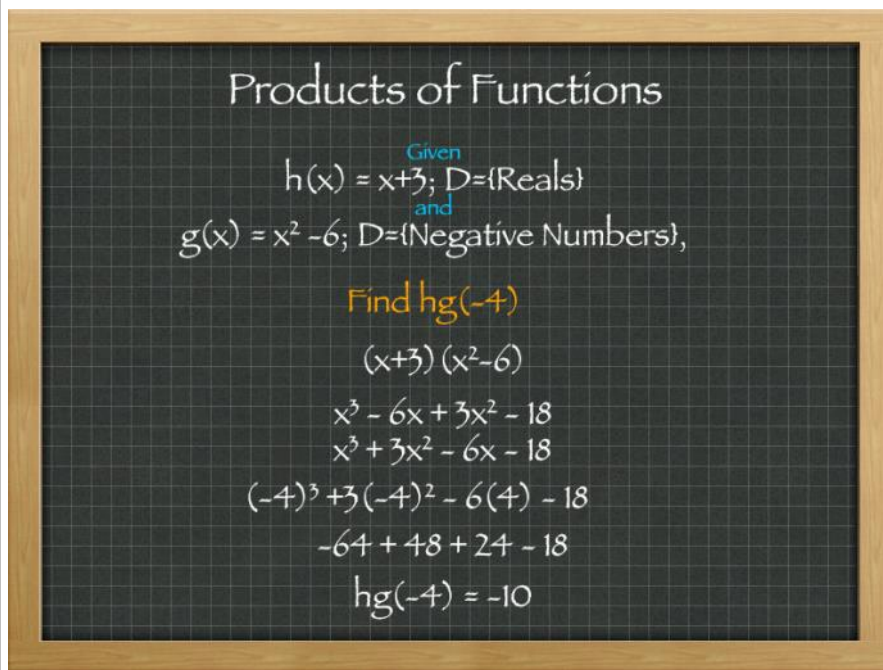 Products of Functions
Given
h(x) = x+3; D={Reals}
and
g(x) = x² -6; D={Negative Numbers},
Find hg(-4)
(x+3) (x²-6)
x³ - 6x + 3x² - 18
x³ + 3x² - 6x - 18
(-4)³ +3(-4)² - 6(4) - 18
-64 + 48 + 24 - 18
hg(-4) = -10